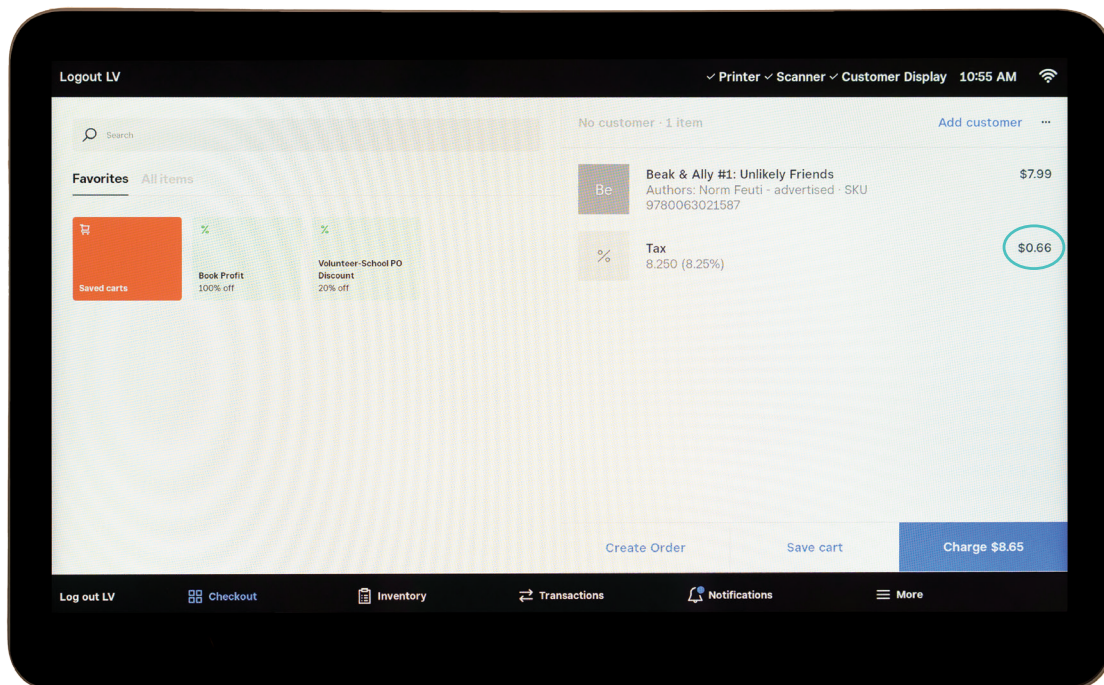 Logout LV
Printer Scanner Customer Display 10:55 AM
Search
Favorites All items
Saved carts
%
Book Profit
100% off
%
Volunteer-School PO
Discount
20% off
No customer · 1 item
Add customer ...
Be
Beak & Ally #1: Unlikely Friends
$7.99
Authors: Norm Feuti - advertised · SKU
9780063021587
%
Tax
$0.66
8.250 (8.25%)
Create Order
Save cart
Charge $8.65
Log out LV
Checkout
Inventory
Transactions
Notifications
More